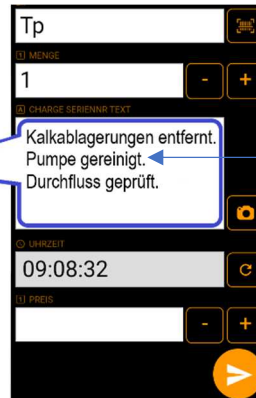 Tp
MENGE
1
- +
CHARGE SERIENNR TEXT
Kalkablagerungen entfernt.
Pumpe gereinigt.
Durchfluss geprüft.
UHRZEIT
09:08:32
PREIS
- +